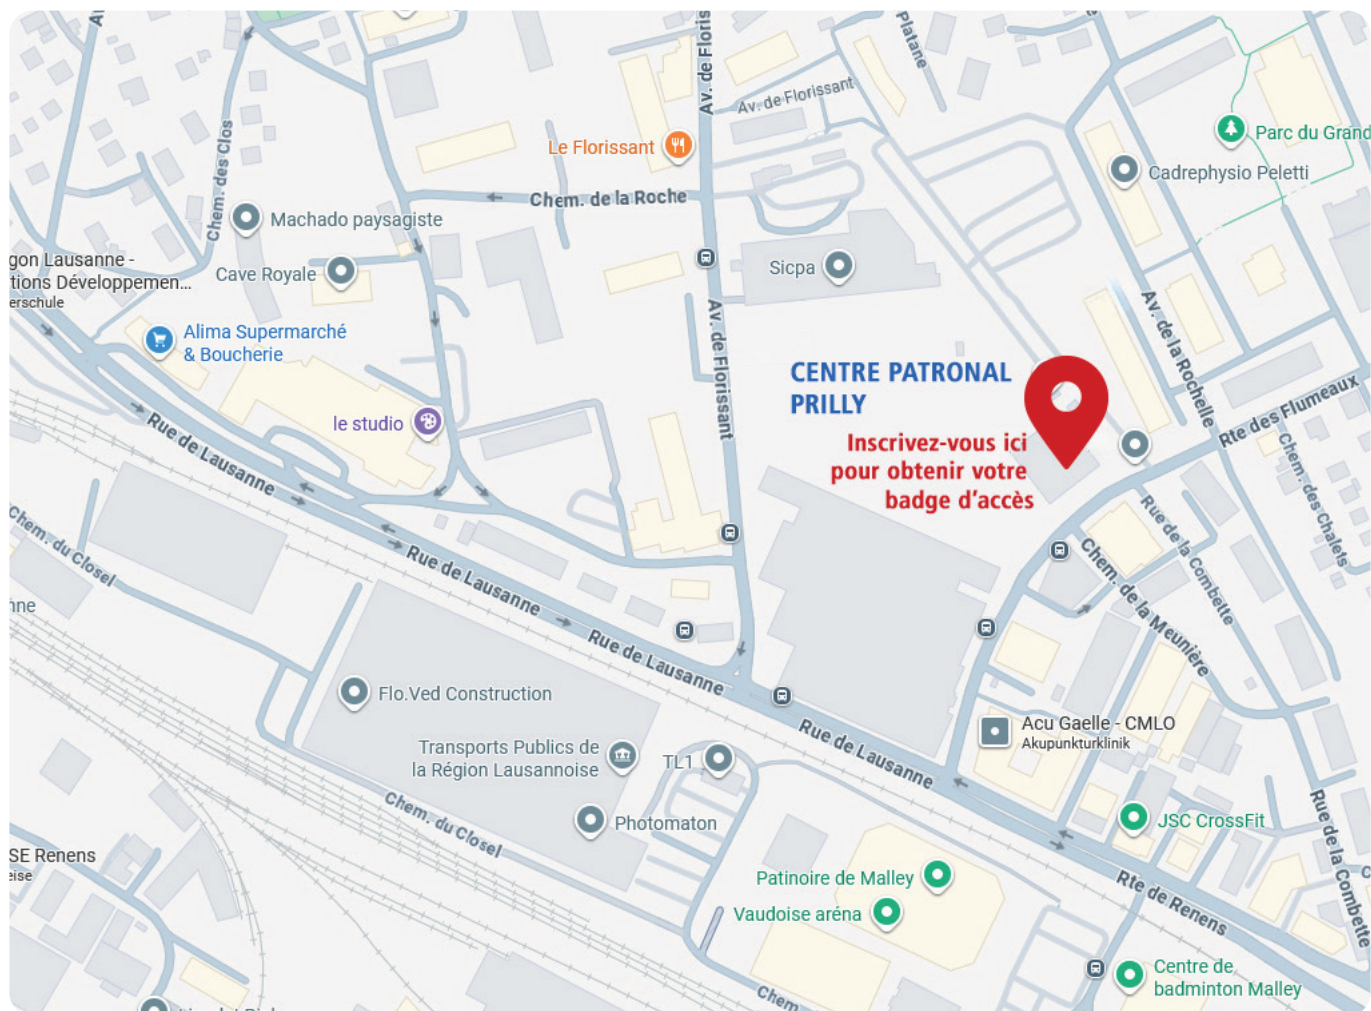 Av. de Floris
Platane
Av. de Florissant
Le Florissant
Parc du Grand
Cadrephysio Peletti
Chem. des Clos
Chem. de la Roche
Machado paysagiste
gon Lausanne -
tions Développemen...
erschule
Cave Royale
Sicpa
Alima Supermarché
& Boucherie
Av. de Florissant
Av. de la Rochelle
CENTRE PATRONAL
PRILLY
Inscrivez-vous ici
pour obtenir votre
badge d'accès
le studio
Rte des Flumeaux
Chem. des Chalets
Rue de Lausanne
Chem. du Closel
Rue de Lausanne
Rue de Lausanne
Rue de la Combette
Chem. de la Meunière
nne
Flo.Ved Construction
Transports Publics de
la Région Lausannoise
TL1
Rue de Lausanne
Acu Gaelle - CMLO
Akupunkturklinik
Photomaton
Chem. du Closel
JSC CrossFit
Rue de la Combette
SE Renens
eise
Patinoire de Malley
Vaudoise aréna
Rte de Renens
Centre de
badminton Malley
Chem